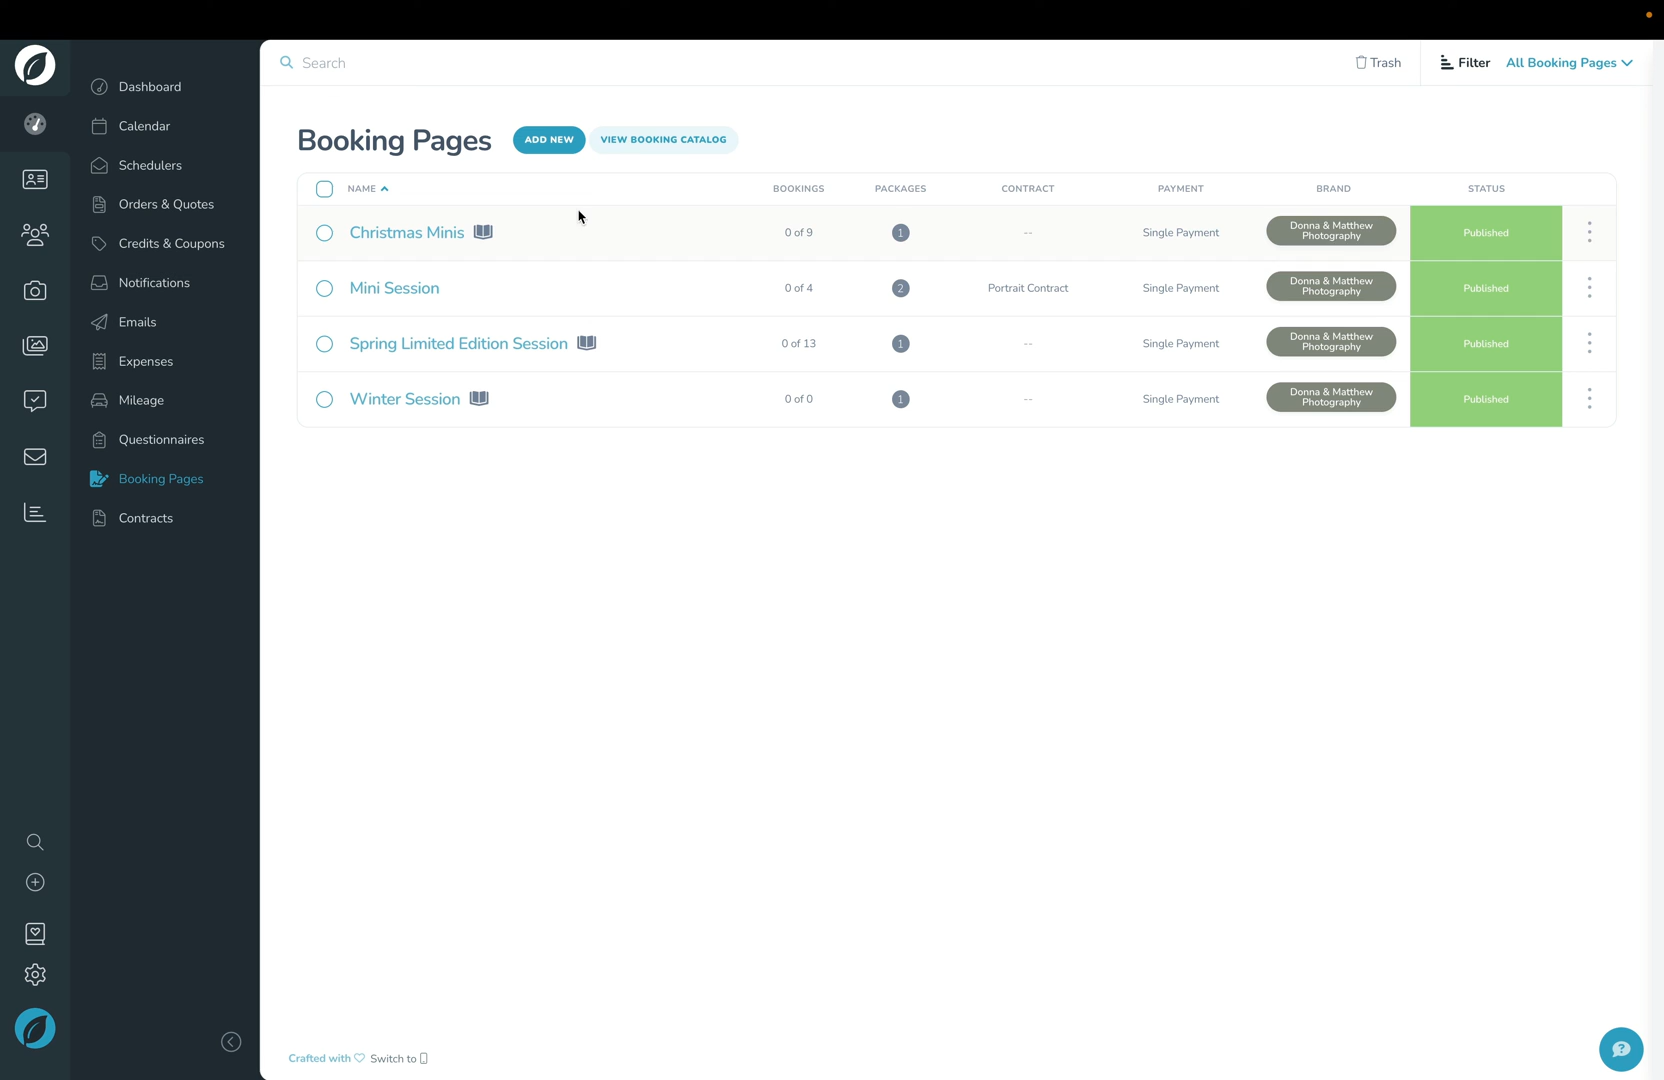 Search
Trash
Filter All Booking Pages
Dashboard
Calendar
Schedulers
Orders & Quotes
Credits & Coupons
Notifications
Emails
Expenses
Mileage
Questionnaires
Booking Pages
Contracts
Booking Pages ADD NEW VIEW BOOKING CATALOG
NAME BOOKINGS PACKAGES CONTRACT PAYMENT BRAND STATUS
Christmas Minis 0 of 9 1 -- Single Payment Donna & Matthew Photography Published
Mini Session 0 of 4 2 Portrait Contract Single Payment Donna & Matthew Photography Published
Spring Limited Edition Session 0 of 13 1 -- Single Payment Donna & Matthew Photography Published
Winter Session 0 of 0 1 -- Single Payment Donna & Matthew Photography Published
Crafted with Switch to
?